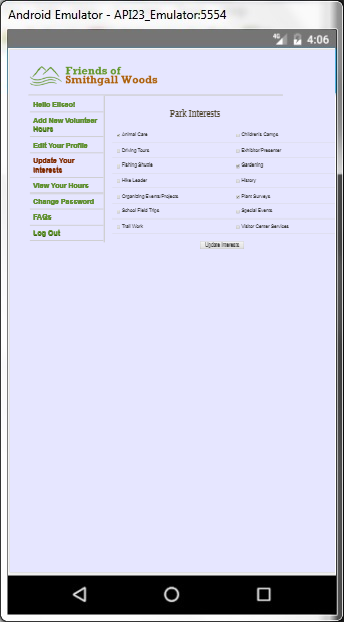 Android Emulator - API23_Emulator:5554
4G 4:06
Friends of
Smithgall Woods
Hello Eliseo!
Add New Volunteer
Hours
Edit Your Profile
Update Your
Interests
View Your Hours
Change Password
FAQs
Log Out
Park Interests
Animal Care
Children's Camps
Driving Tours
Exhibitor/Presenter
Fishing Shuttle
Gardening
Hike Leader
History
Organizing Events/Projects
Plant Surveys
School Field Trips
Special Events
Trail Work
Visitor Center Services
Update Interests